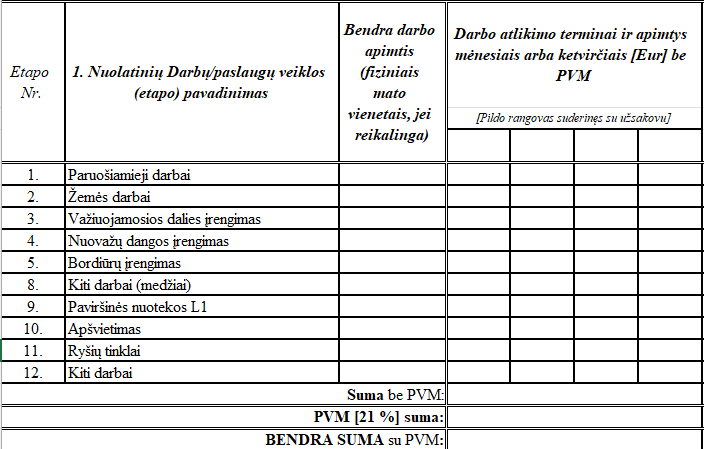 Etapo
Nr.
1. Nuolatinių Darbų/paslaugų veiklos
(etapo) pavadinimas
Bendra darbo
apimtis
(fiziniais
mato
vienetais, jei
reikalinga)
Darbo atlikimo terminai ir apimtys
mėnesiais arba ketvirčiais [Eur] be
PVM
[Pildo rangovas suderinęs su užsakovu]
1. Paruošiamieji darbai
2. Žemės darbai
3. Važiuojamosios dalies įrengimas
4. Nuovažų dangos įrengimas
5. Bordiūrų įrengimas
8. Kiti darbai (medžiai)
9. Paviršinės nuotekos L1
10. Apšvietimas
11. Ryšių tinklai
12. Kiti darbai
Suma be PVM:
PVM [21 %] suma:
BENDRA SUMA su PVM: